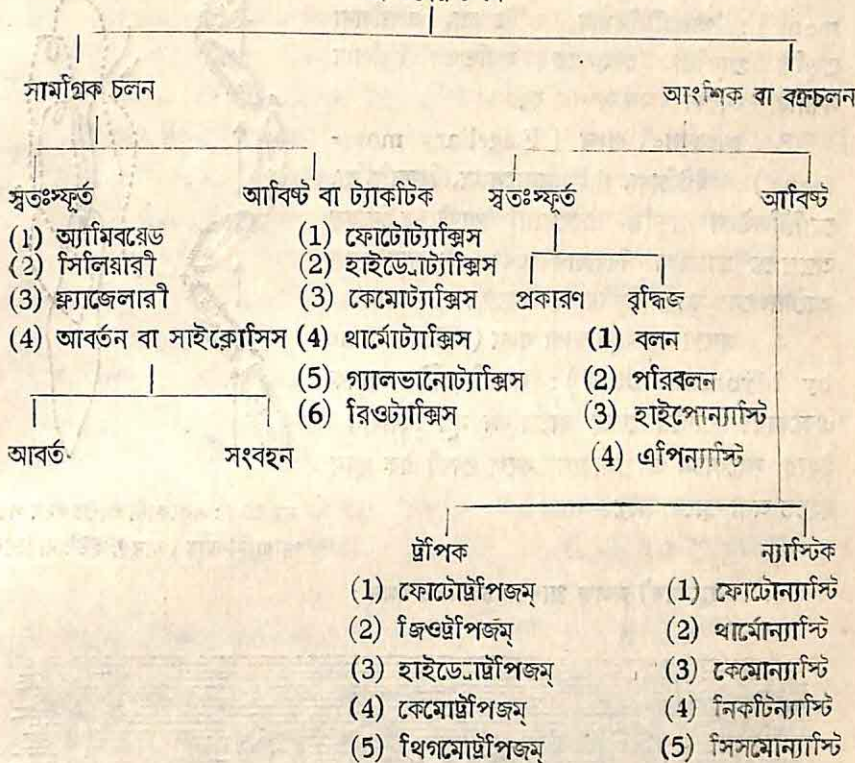 সামগ্রিক চলন
আংশিক বা বক্রচলন
স্বতঃস্ফূর্ত
আবিষ্ট বা ট্যাকটিক
স্বতঃস্ফূর্ত
আবিষ্ট
(1) অ্যামিবয়েড
(2) সিলিয়ারী
(3) ফ্ল্যাজেলারী
(4) আবর্তন বা সাইক্লোসিস
আবর্ত
সংবহন
(1) ফোটোট্যাক্সিস
(2) হাইড্রোট্যাক্সিস
(3) কেমোট্যাক্সিস
(4) থার্মোট্যাক্সিস
(5) গ্যালভানোট্যাক্সিস
(6) রিওট্যাক্সিস
প্রকারণ
বৃদ্ধিজ
(1) বলন
(2) পরিবলন
(3) হাইপোন্যাস্টি
(4) এপিন্যাস্টি
ট্রপিক
(1) ফোটোট্রপিজম্
(2) জিওট্রপিজম্
(3) হাইড্রোট্রপিজম্
(4) কেমোট্রপিজম্
(5) থিগমোট্রপিজম্
ন্যাস্টিক
(1) ফোটোন্যাস্টি
(2) থার্মোন্যাস্টি
(3) কেমোন্যাস্টি
(4) নিকটিন্যাস্টি
(5) সিসমোন্যাস্টি